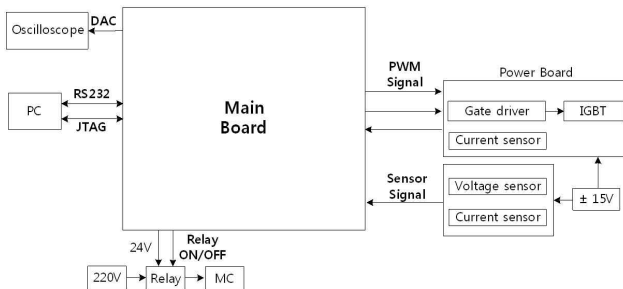 Oscilloscope
DAC
PC
RS232
JTAG
Main
Board
PWM
Signal
Power Board
Gate driver
IGBT
Current sensor
Sensor
Signal
Voltage sensor
Current sensor
± 15V
24V
Relay
ON/OFF
220V
Relay
MC